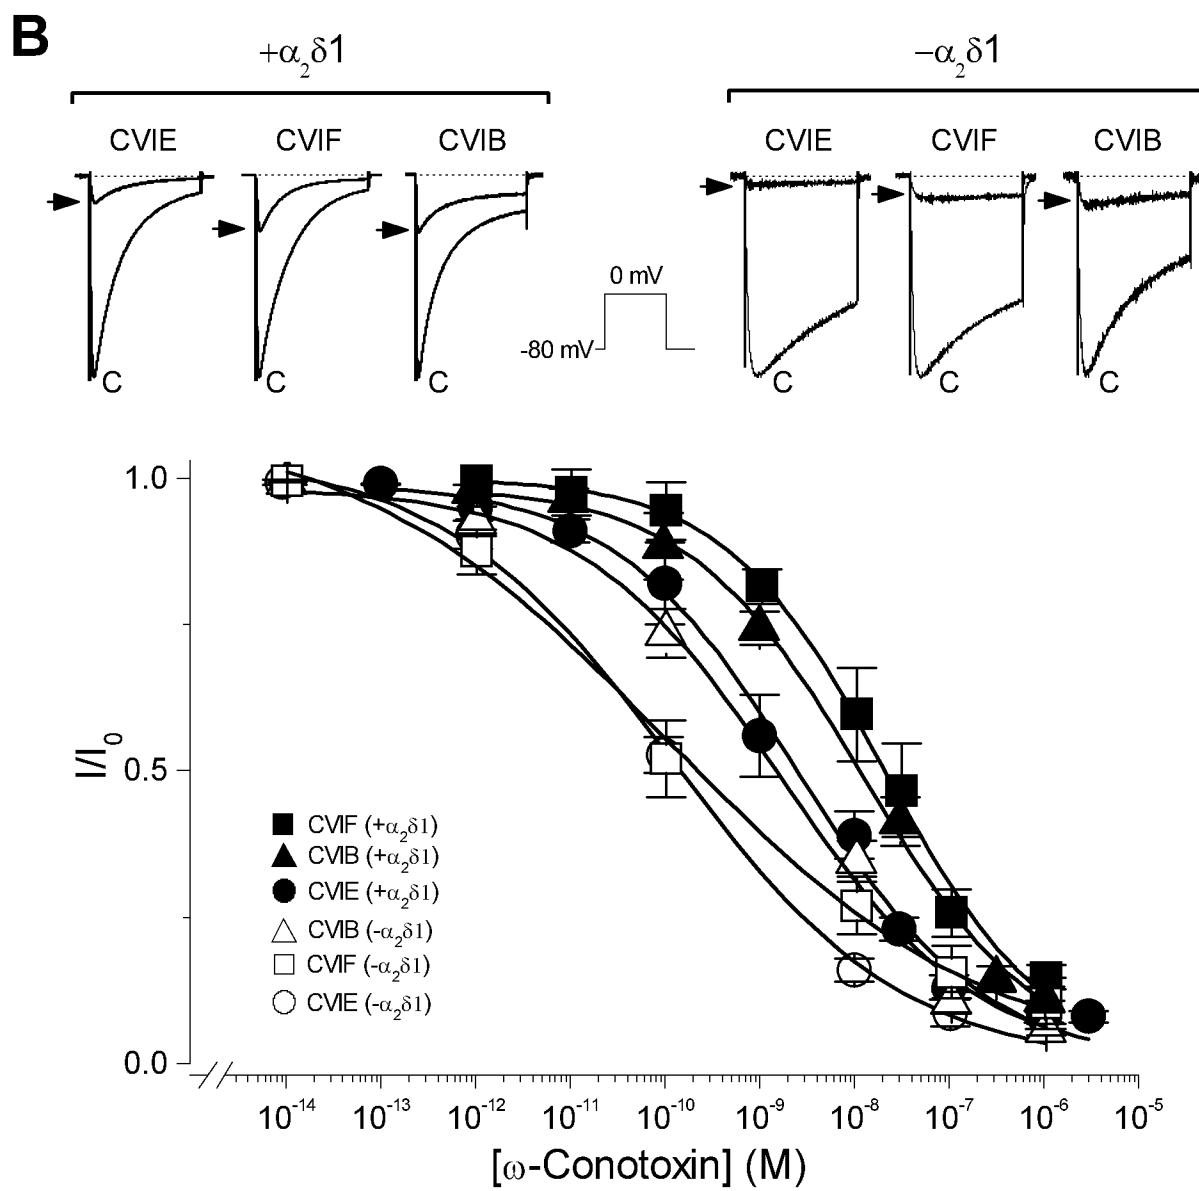 B
+α₂δ1
−α₂δ1
CVIE CVIF CVIB
CVIE CVIF CVIB
0 mV
-80 mV
C C C
C C C
1.0
0.5
0.0
I/I₀
CVIF (+α₂δ1)
CVIB (+α₂δ1)
CVIE (+α₂δ1)
CVIB (-α₂δ1)
CVIF (-α₂δ1)
CVIE (-α₂δ1)
10⁻¹⁴ 10⁻¹³ 10⁻¹² 10⁻¹¹ 10⁻¹⁰ 10⁻⁹ 10⁻⁸ 10⁻⁷ 10⁻⁶ 10⁻⁵
[ω-Conotoxin] (M)